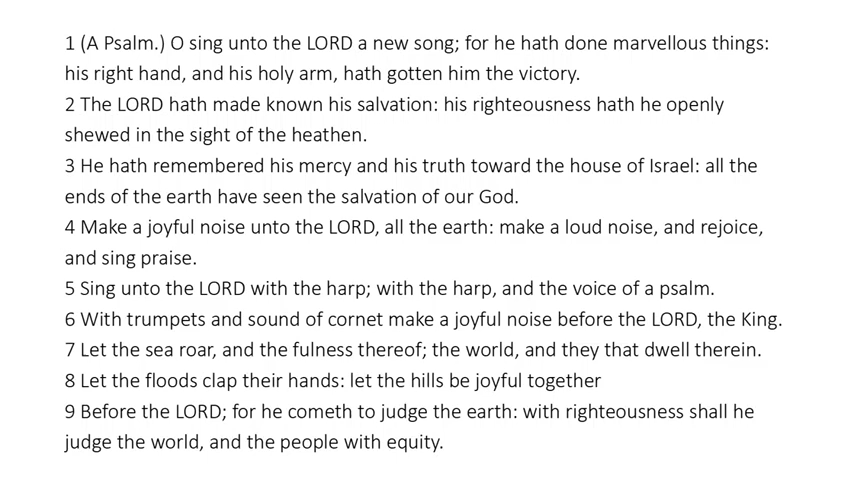 1 (A Psalm.) O sing unto the LORD a new song; for he hath done marvellous things:
his right hand, and his holy arm, hath gotten him the victory.
2 The LORD hath made known his salvation: his righteousness hath he openly
shewed in the sight of the heathen.
3 He hath remembered his mercy and his truth toward the house of Israel: all the
ends of the earth have seen the salvation of our God.
4 Make a joyful noise unto the LORD, all the earth: make a loud noise, and rejoice,
and sing praise.
5 Sing unto the LORD with the harp; with the harp, and the voice of a psalm.
6 With trumpets and sound of cornet make a joyful noise before the LORD, the King.
7 Let the sea roar, and the fulness thereof; the world, and they that dwell therein.
8 Let the floods clap their hands: let the hills be joyful together
9 Before the LORD; for he cometh to judge the earth: with righteousness shall he
judge the world, and the people with equity.